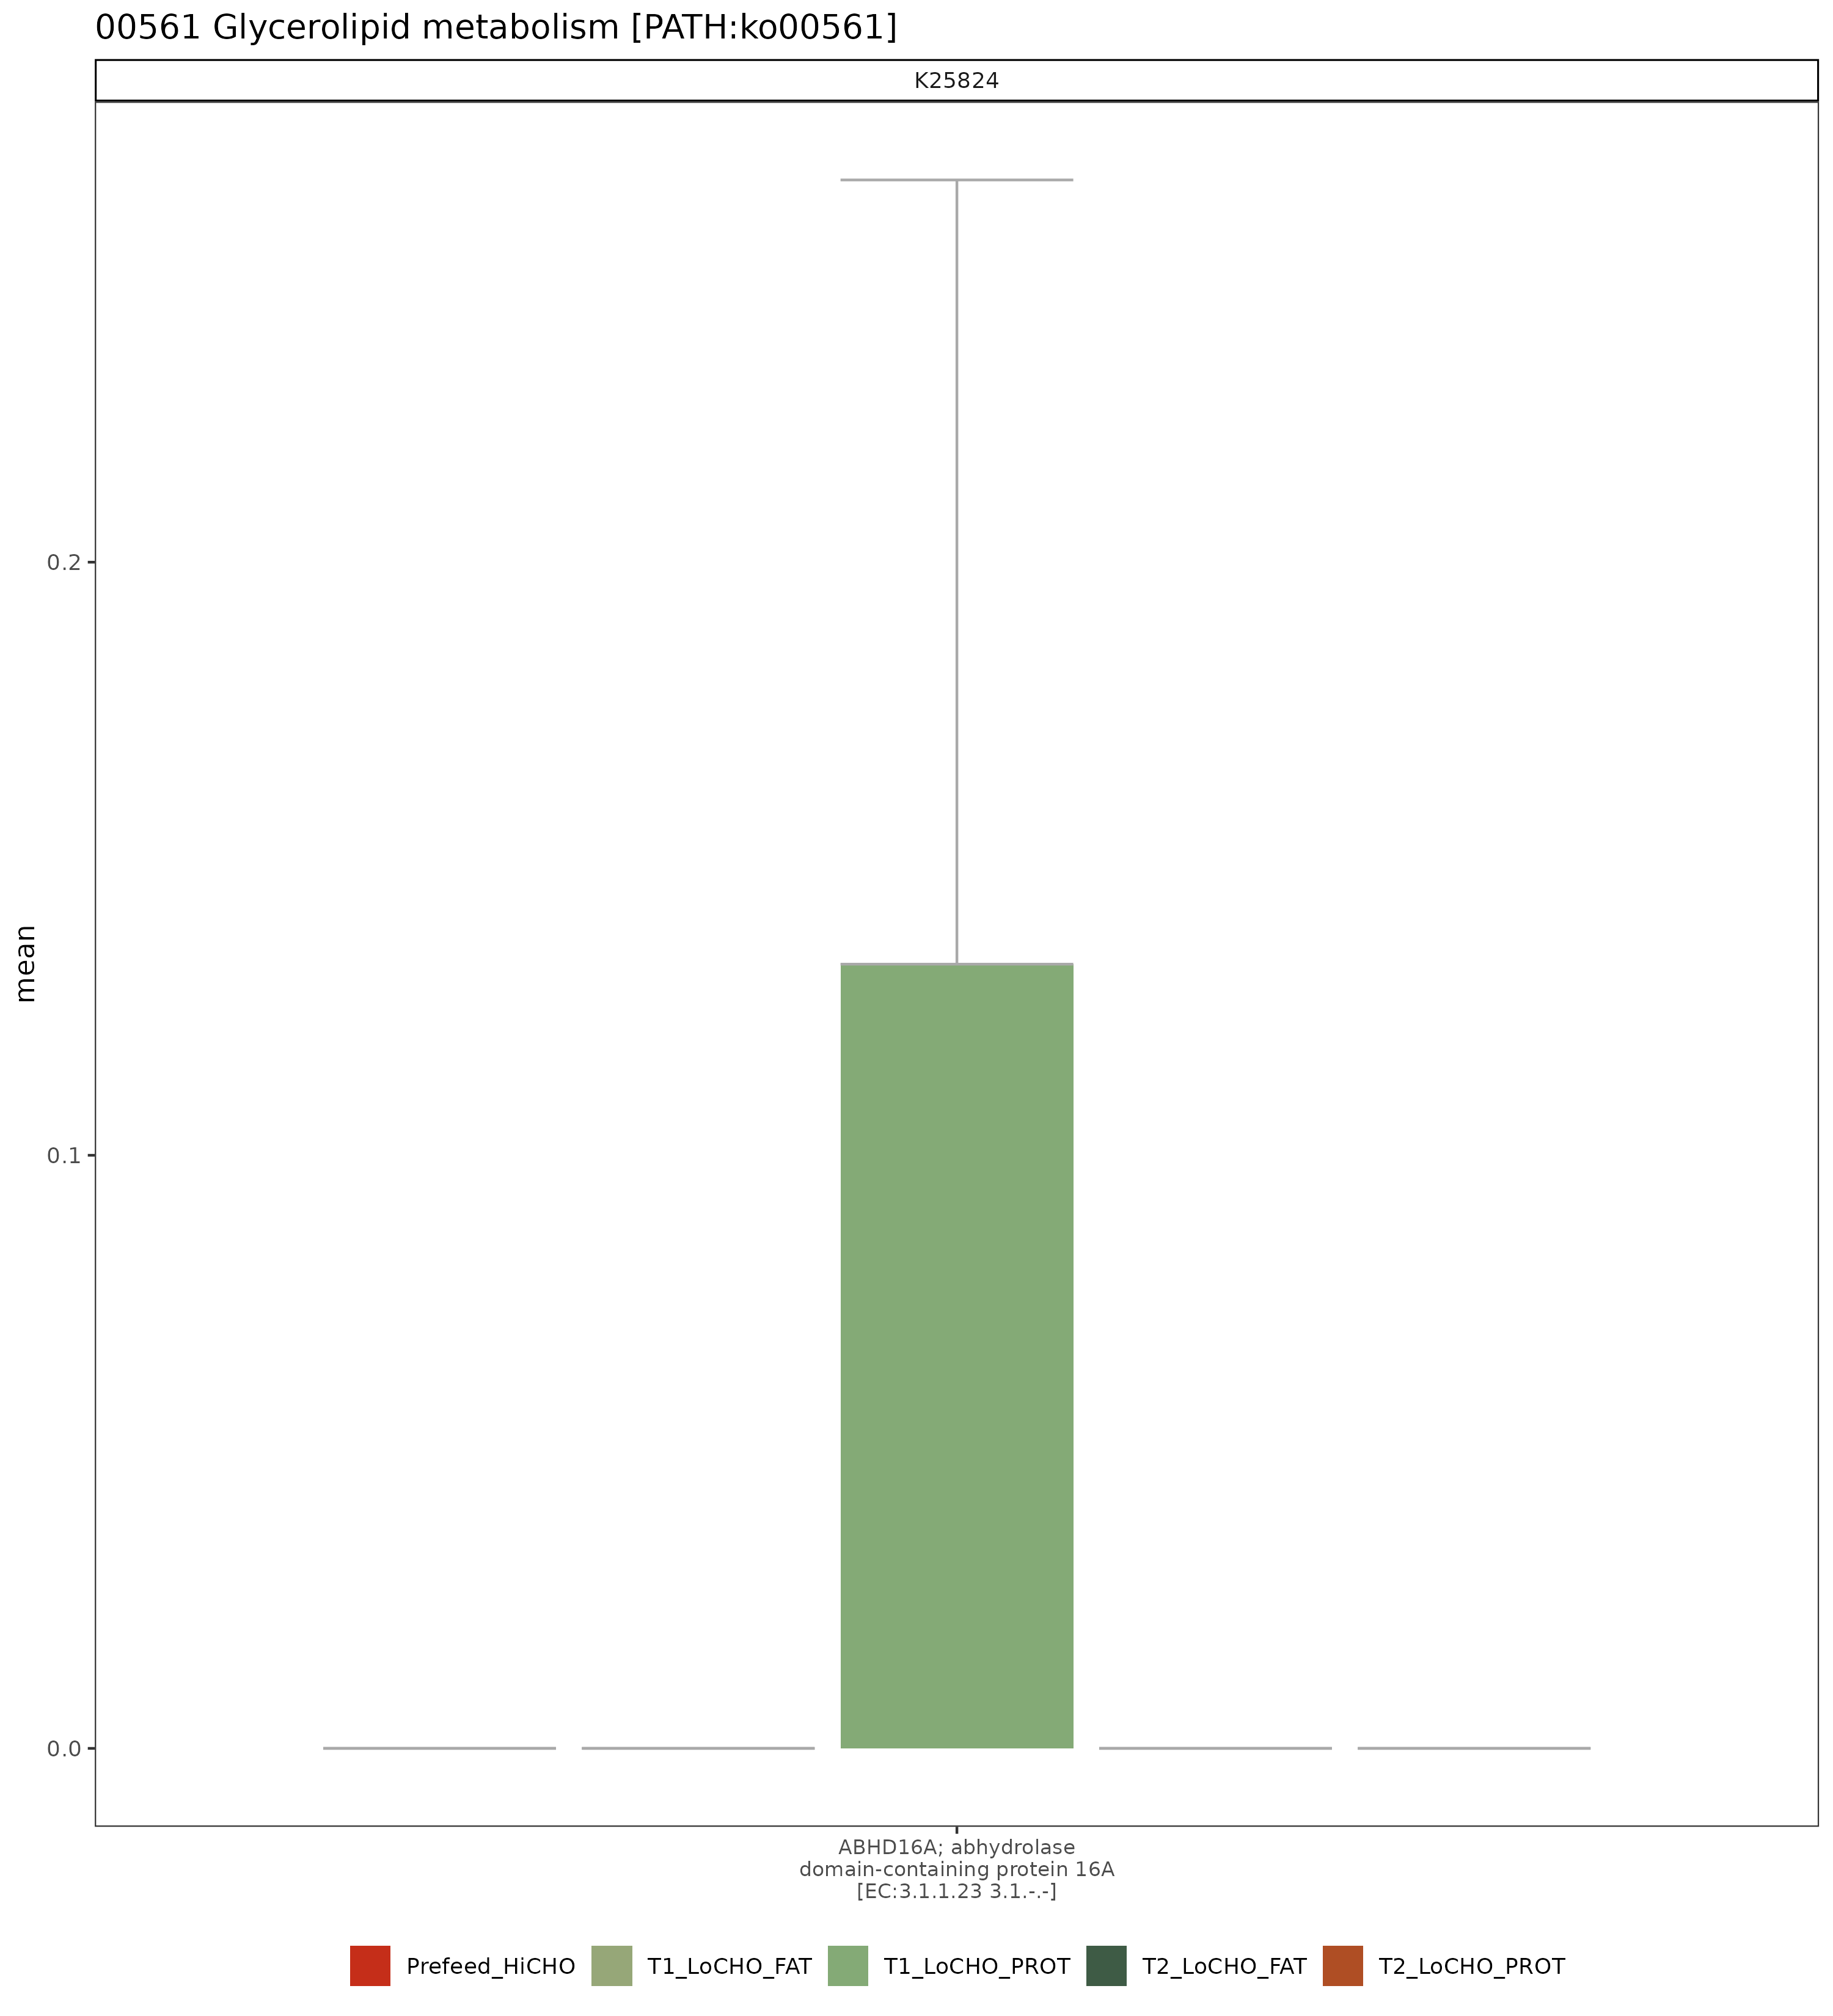 00561 Glycerolipid metabolism [PATH:ko00561]
K25824
mean
0.2
0.1
0.0
ABHD16A; abhydrolase
domain-containing protein 16A
[EC:3.1.1.23 3.1.-.-]
Prefeed_HiCHO T1_LoCHO_FAT T1_LoCHO_PROT T2_LoCHO_FAT T2_LoCHO_PROT